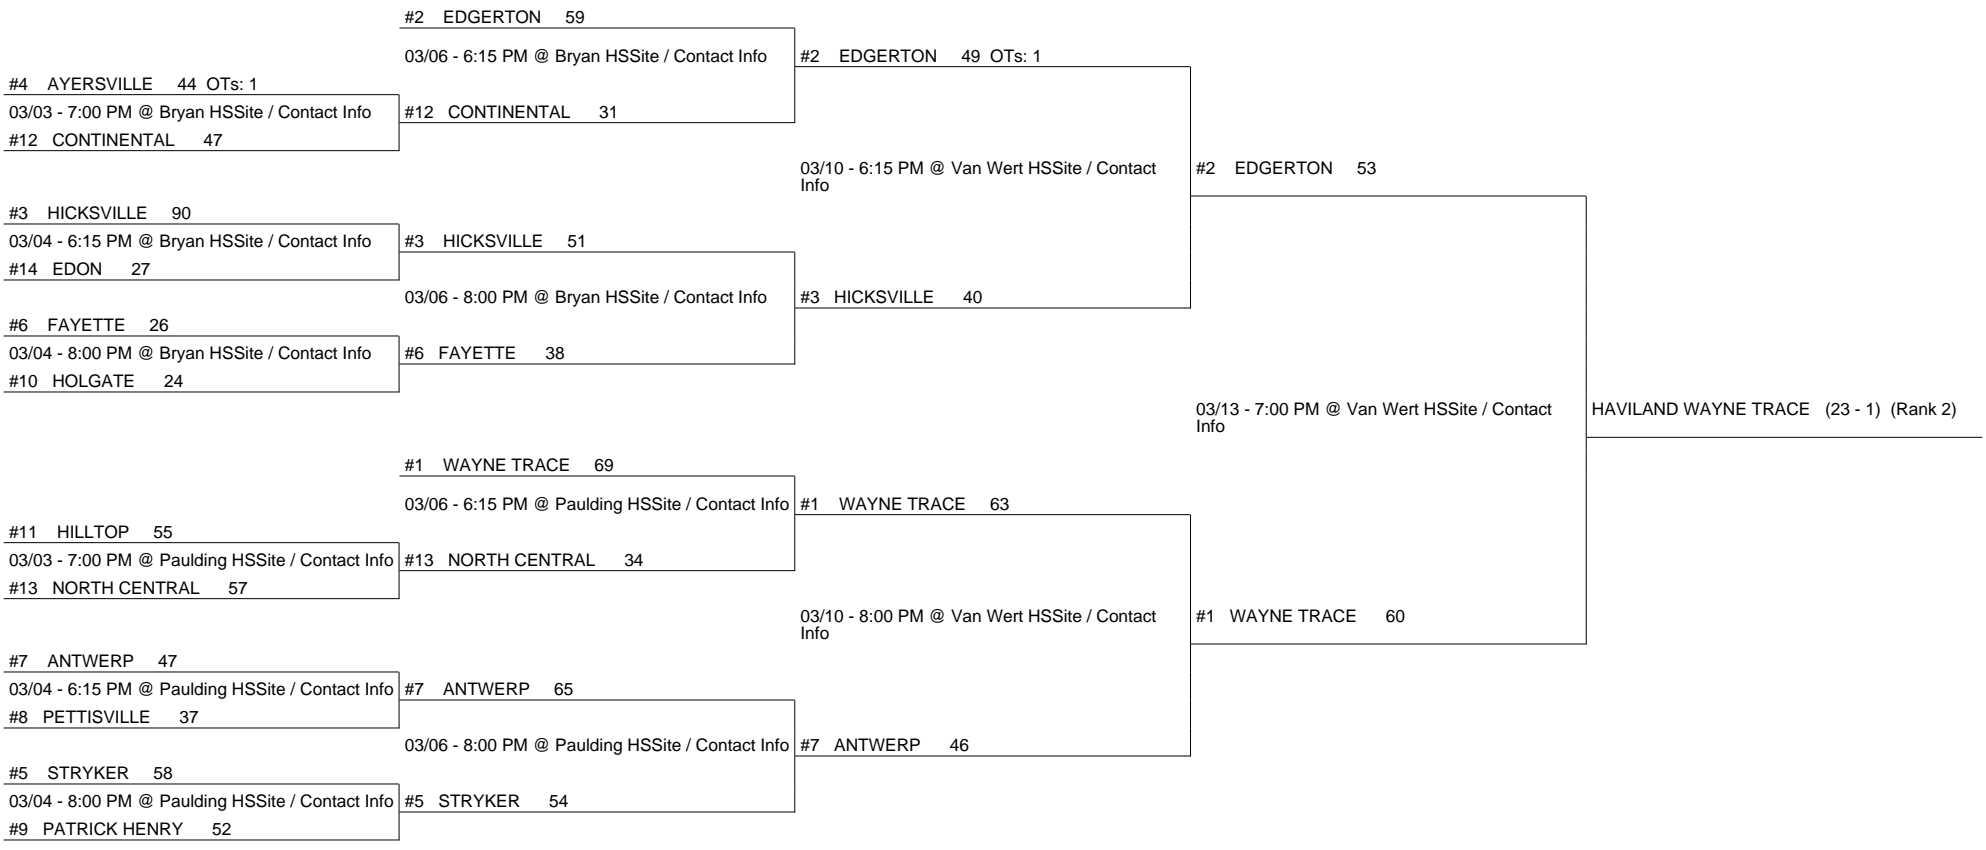 #2 EDGERTON 59
03/06 - 6:15 PM @ Bryan HSSite / Contact Info
#2 EDGERTON 49 OTs: 1
#4 AYERSVILLE 44 OTs: 1
03/03 - 7:00 PM @ Bryan HSSite / Contact Info
#12 CONTINENTAL 31
#12 CONTINENTAL 47
03/10 - 6:15 PM @ Van Wert HSSite / Contact
Info
#2 EDGERTON 53
#3 HICKSVILLE 90
03/04 - 6:15 PM @ Bryan HSSite / Contact Info
#3 HICKSVILLE 51
#14 EDON 27
03/06 - 8:00 PM @ Bryan HSSite / Contact Info
#3 HICKSVILLE 40
#6 FAYETTE 26
03/04 - 8:00 PM @ Bryan HSSite / Contact Info
#6 FAYETTE 38
#10 HOLGATE 24
03/13 - 7:00 PM @ Van Wert HSSite / Contact
Info
HAVILAND WAYNE TRACE (23 - 1) (Rank 2)
#1 WAYNE TRACE 69
03/06 - 6:15 PM @ Paulding HSSite / Contact Info
#1 WAYNE TRACE 63
#11 HILLTOP 55
03/03 - 7:00 PM @ Paulding HSSite / Contact Info
#13 NORTH CENTRAL 34
#13 NORTH CENTRAL 57
03/10 - 8:00 PM @ Van Wert HSSite / Contact
Info
#1 WAYNE TRACE 60
#7 ANTWERP 47
03/04 - 6:15 PM @ Paulding HSSite / Contact Info
#7 ANTWERP 65
#8 PETTISVILLE 37
03/06 - 8:00 PM @ Paulding HSSite / Contact Info
#7 ANTWERP 46
#5 STRYKER 58
03/04 - 8:00 PM @ Paulding HSSite / Contact Info
#5 STRYKER 54
#9 PATRICK HENRY 52